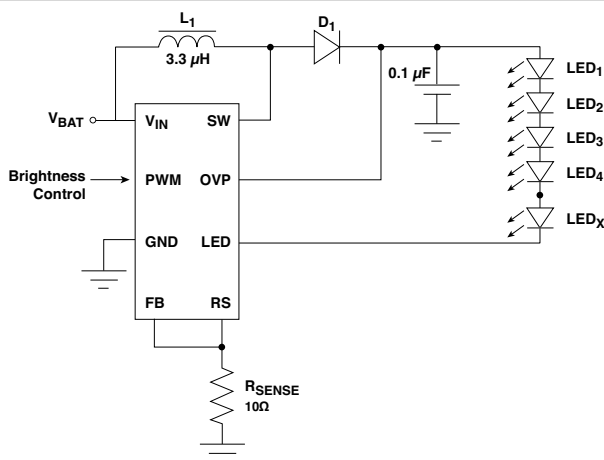 L1
3.3 µH
D1
0.1 µF
LED1
LED2
LED3
LED4
LEDX
VBAT
VIN
SW
Brightness
Control
PWM
OVP
GND
LED
FB
RS
RSENSE
10Ω